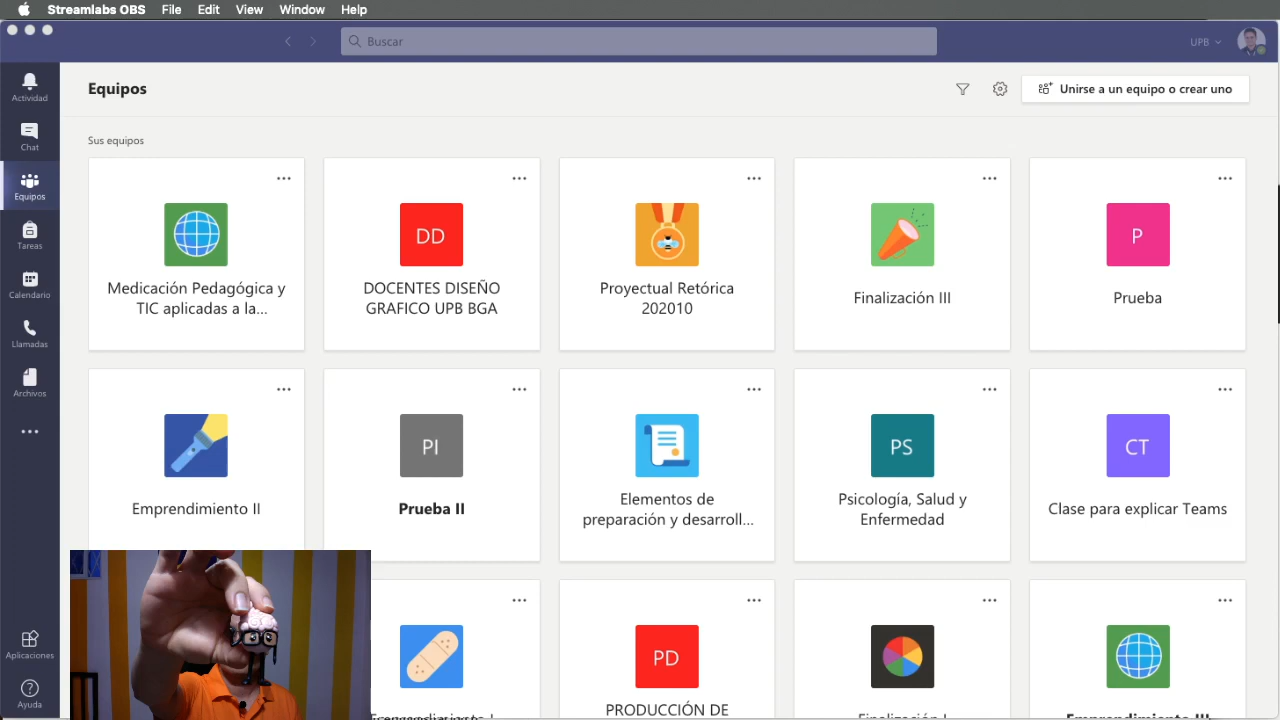 Streamlabs OBS File Edit View Window Help
Buscar
UPB
Actividad
Chat
Equipos
Tareas
Calendario
Llamadas
Archivos
Aplicaciones
Ayuda
Equipos
Unirse a un equipo o crear uno
Sus equipos
Medicación Pedagógica y
TIC aplicadas a la...
DD
DOCENTES DISEÑO
GRAFICO UPB BGA
Proyectual Retórica
202010
Finalización III
P
Prueba
Emprendimiento II
PI
Prueba II
Elementos de
preparación y desarroll...
PS
Psicología, Salud y
Enfermedad
CT
Clase para explicar Teams
PD
PRODUCCIÓN DE
Finalización I
Emprendimiento III